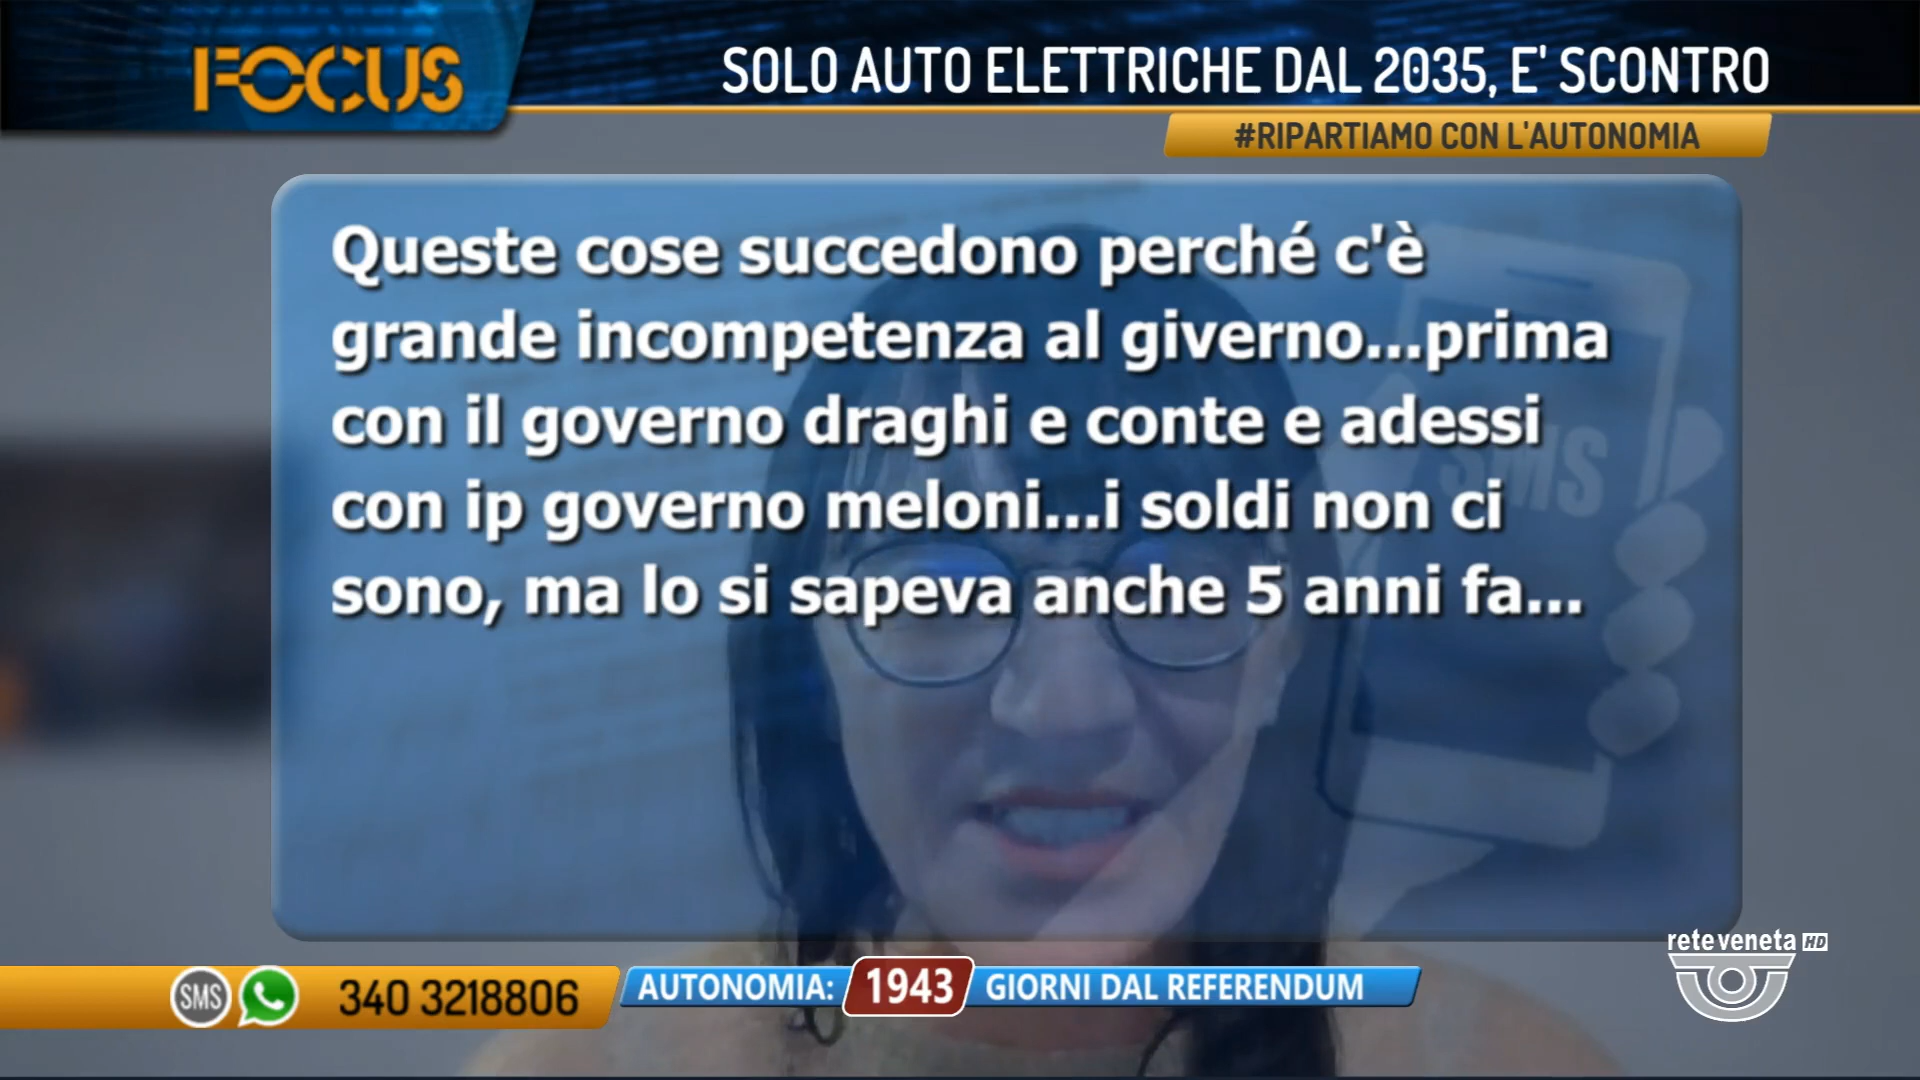 FOCUS
SOLO AUTO ELETTRICHE DAL 2035, E' SCONTRO
#RIPARTIAMO CON L'AUTONOMIA
Queste cose succedono perché c'è
grande incompetenza al giverno...prima
con il governo draghi e conte e adessi
con ip governo meloni...i soldi non ci
sono, ma lo si sapeva anche 5 anni fa...
SMS
reteveneta HD
SMS 340 3218806
AUTONOMIA: 1943 GIORNI DAL REFERENDUM